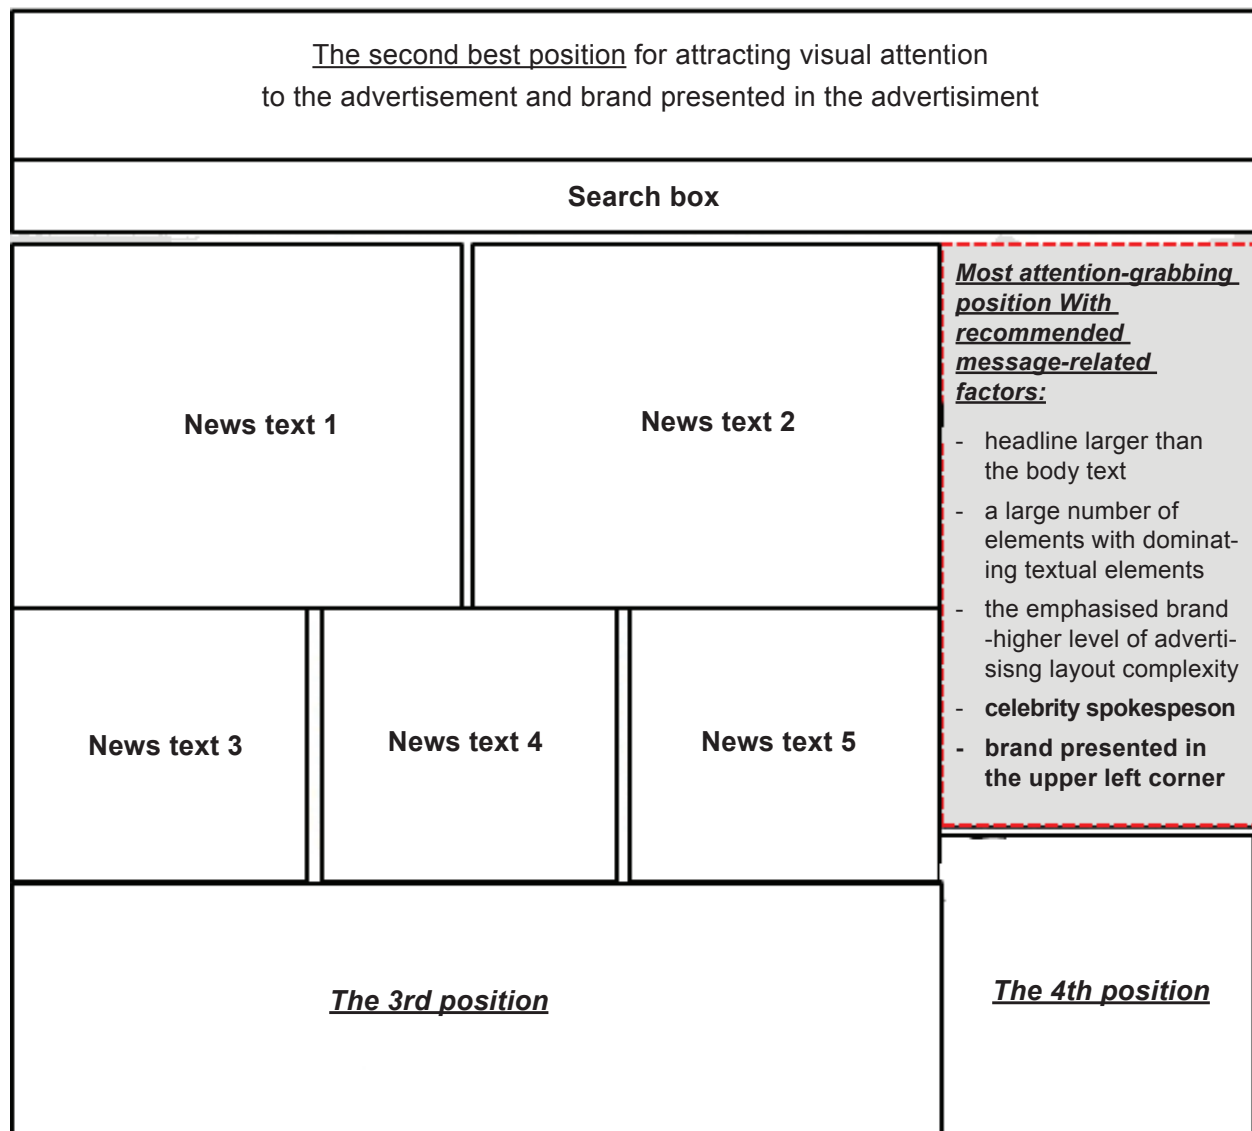 The second best position for attracting visual attention
to the advertisement and brand presented in the advertisiment
Search box
News text 1
News text 2
Most attention-grabbing
position With
recommended
message-related
factors:
- headline larger than
the body text
- a large number of
elements with dominat-
ing textual elements
- the emphasised brand
-higher level of adverti-
sisng layout complexity
- celebrity spokespeson
- brand presented in
the upper left corner
News text 3
News text 4
News text 5
The 3rd position
The 4th position